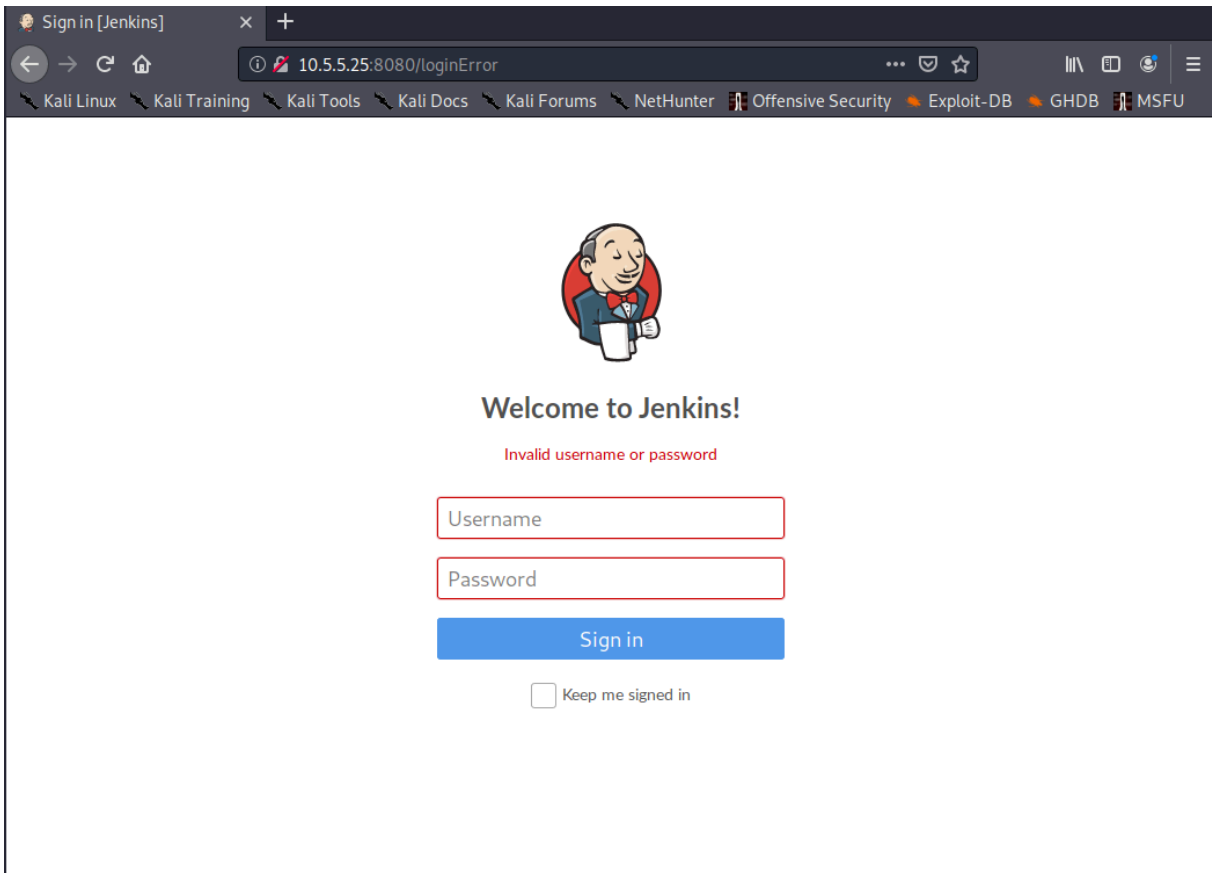 Sign in [Jenkins]
10.5.5.25:8080/loginError
Kali Linux Kali Training Kali Tools Kali Docs Kali Forums NetHunter Offensive Security Exploit-DB GHDB MSFU
Welcome to Jenkins!
Invalid username or password
Username
Password
Sign in
Keep me signed in